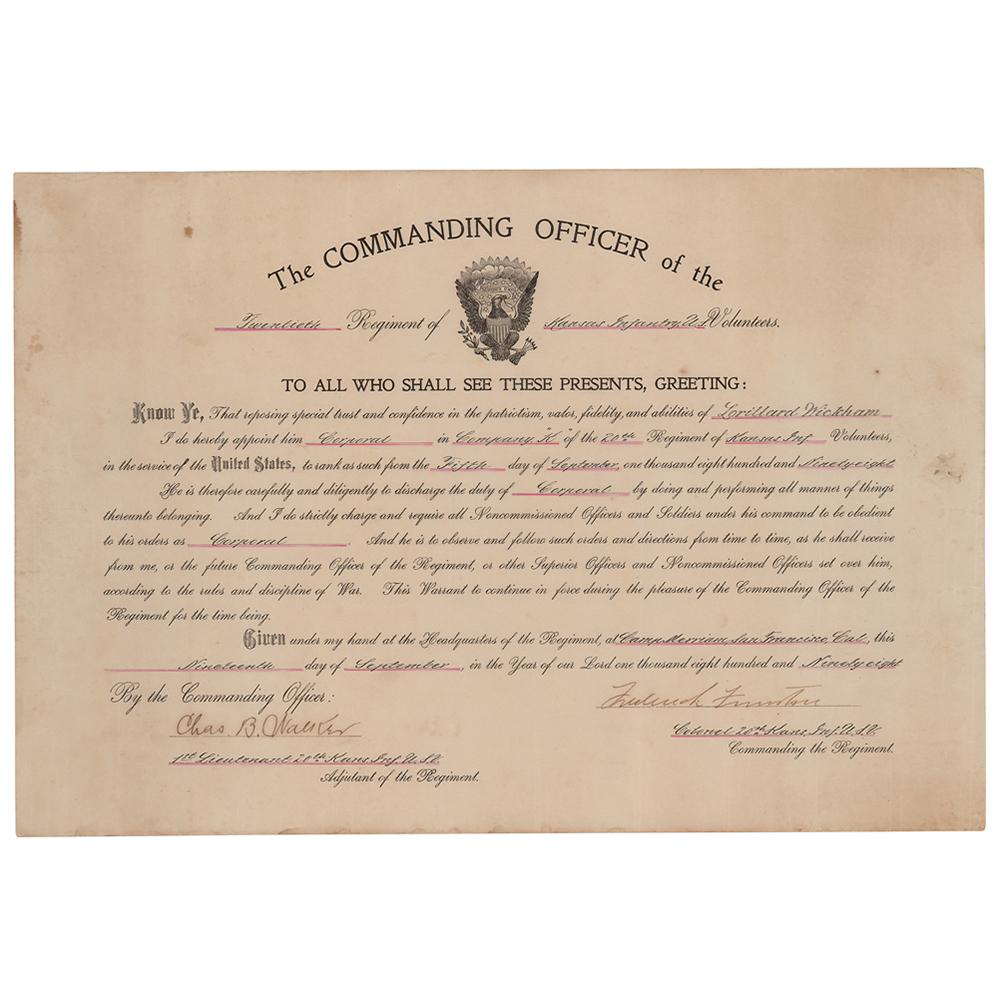 The COMMANDING OFFICER of the
Twentieth Regiment of Kansas Infantry, U.S. Volunteers.
TO ALL WHO SHALL SEE THESE PRESENTS, GREETING:
Know Ye, That reposing special trust and confidence in the patriotism, valor, fidelity, and abilities of Lorillard Wickham
I do hereby appoint him Corporal in Company "K" of the 20th Regiment of Kansas Inf Volunteers,
in the service of the United States, to rank as such from the Fifth day of September, one thousand eight hundred and Ninetyeight
He is therefore carefully and diligently to discharge the duty of Corporal by doing and performing all manner of things
thereunto belonging. And I do strictly charge and require all Noncommissioned Officers and Soldiers under his command to be obedient
to his orders as Corporal. And he is to observe and follow such orders and directions from time to time, as he shall receive
from me, or the future Commanding Officer of the Regiment, or other Superior Officers and Noncommissioned Officers set over him,
according to the rules and discipline of War. This Warrant to continue in force during the pleasure of the Commanding Officer of the
Regiment for the time being.
Given under my hand at the Headquarters of the Regiment, at Camp Merriam, San Francisco, Cal., this
Nineteenth day of September, in the Year of our Lord one thousand eight hundred and Ninetyeight
By the Commanding Officer:
Frederick Funston
Chas. B. Walker
Colonel 20th Kans. Inf. U.S.V.
Commanding the Regiment.
1st Lieutenant 20th Kans. Inf. U.S.V.
Adjutant of the Regiment.